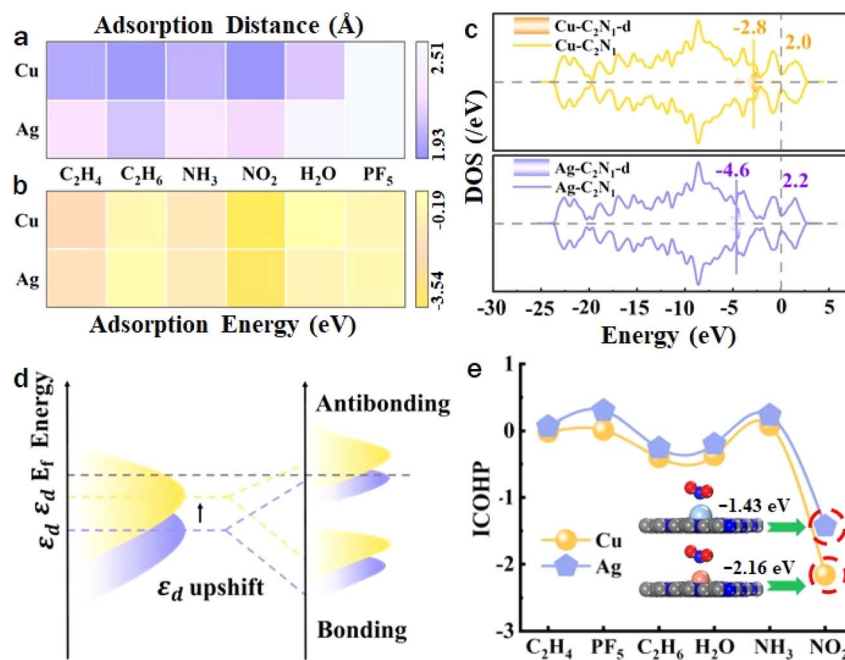 a
Adsorption Distance (Å)
Cu
Ag
2.51
1.93
C₂H₄ C₂H₆ NH₃ NO₂ H₂O PF₅
b
Cu
Ag
-0.19
-3.54
Adsorption Energy (eV)
c
DOS (/eV)
Cu-C₂N₁-d
Cu-C₂N₁
-2.8
2.0
Ag-C₂N₁-d
Ag-C₂N₁
-4.6
2.2
-30 -25 -20 -15 -10 -5 0 5
Energy (eV)
d
εd εd Ef Energy
εd upshift
Antibonding
Bonding
e
ICOHP
1
0
-1
-2
-3
Cu
Ag
−1.43 eV
−2.16 eV
C₂H₄ PF₅ C₂H₆ H₂O NH₃ NO₂